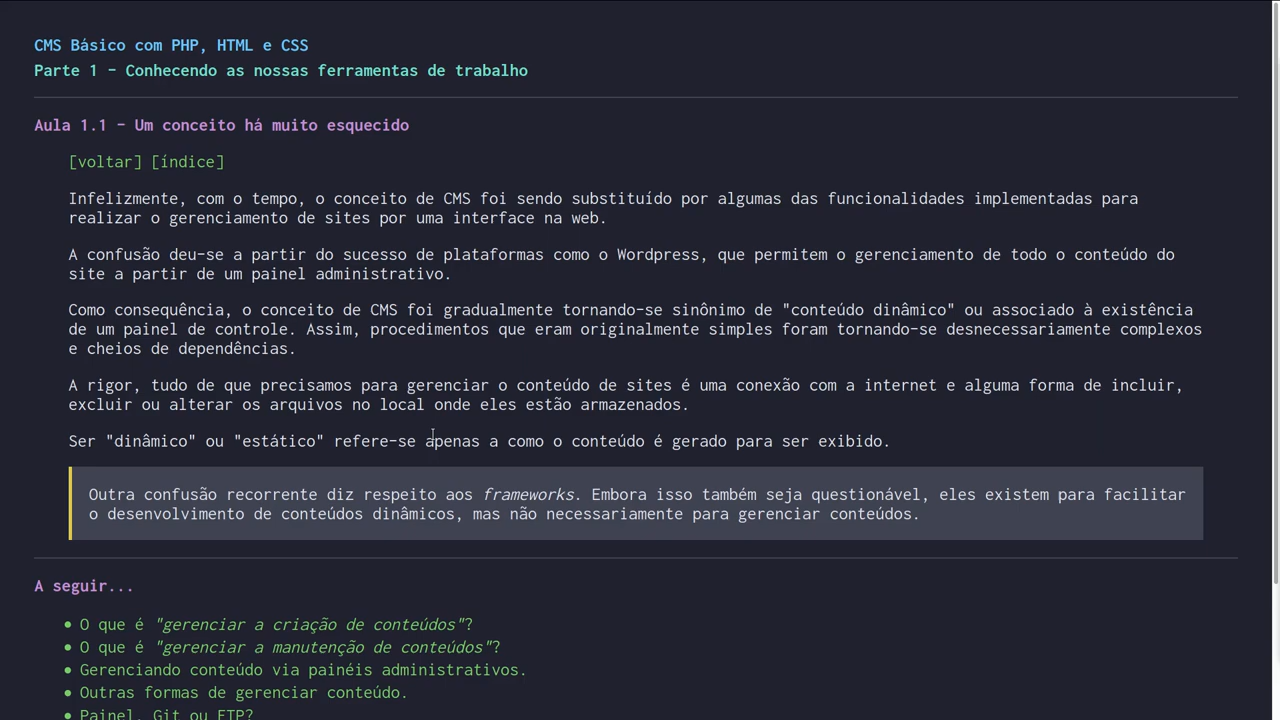 CMS Básico com PHP, HTML e CSS
Parte 1 - Conhecendo as nossas ferramentas de trabalho
Aula 1.1 - Um conceito há muito esquecido
[voltar] [índice]
Infelizmente, com o tempo, o conceito de CMS foi sendo substituído por algumas das funcionalidades implementadas para
realizar o gerenciamento de sites por uma interface na web.
A confusão deu-se a partir do sucesso de plataformas como o Wordpress, que permitem o gerenciamento de todo o conteúdo do
site a partir de um painel administrativo.
Como consequência, o conceito de CMS foi gradualmente tornando-se sinônimo de "conteúdo dinâmico" ou associado à existência
de um painel de controle. Assim, procedimentos que eram originalmente simples foram tornando-se desnecessariamente complexos
e cheios de dependências.
A rigor, tudo de que precisamos para gerenciar o conteúdo de sites é uma conexão com a internet e alguma forma de incluir,
excluir ou alterar os arquivos no local onde eles estão armazenados.
Ser "dinâmico" ou "estático" refere-se apenas a como o conteúdo é gerado para ser exibido.
Outra confusão recorrente diz respeito aos frameworks. Embora isso também seja questionável, eles existem para facilitar
o desenvolvimento de conteúdos dinâmicos, mas não necessariamente para gerenciar conteúdos.
A seguir...
• O que é "gerenciar a criação de conteúdos"?
• O que é "gerenciar a manutenção de conteúdos"?
• Gerenciando conteúdo via painéis administrativos.
• Outras formas de gerenciar conteúdo.
• Painel, Git ou FTP?